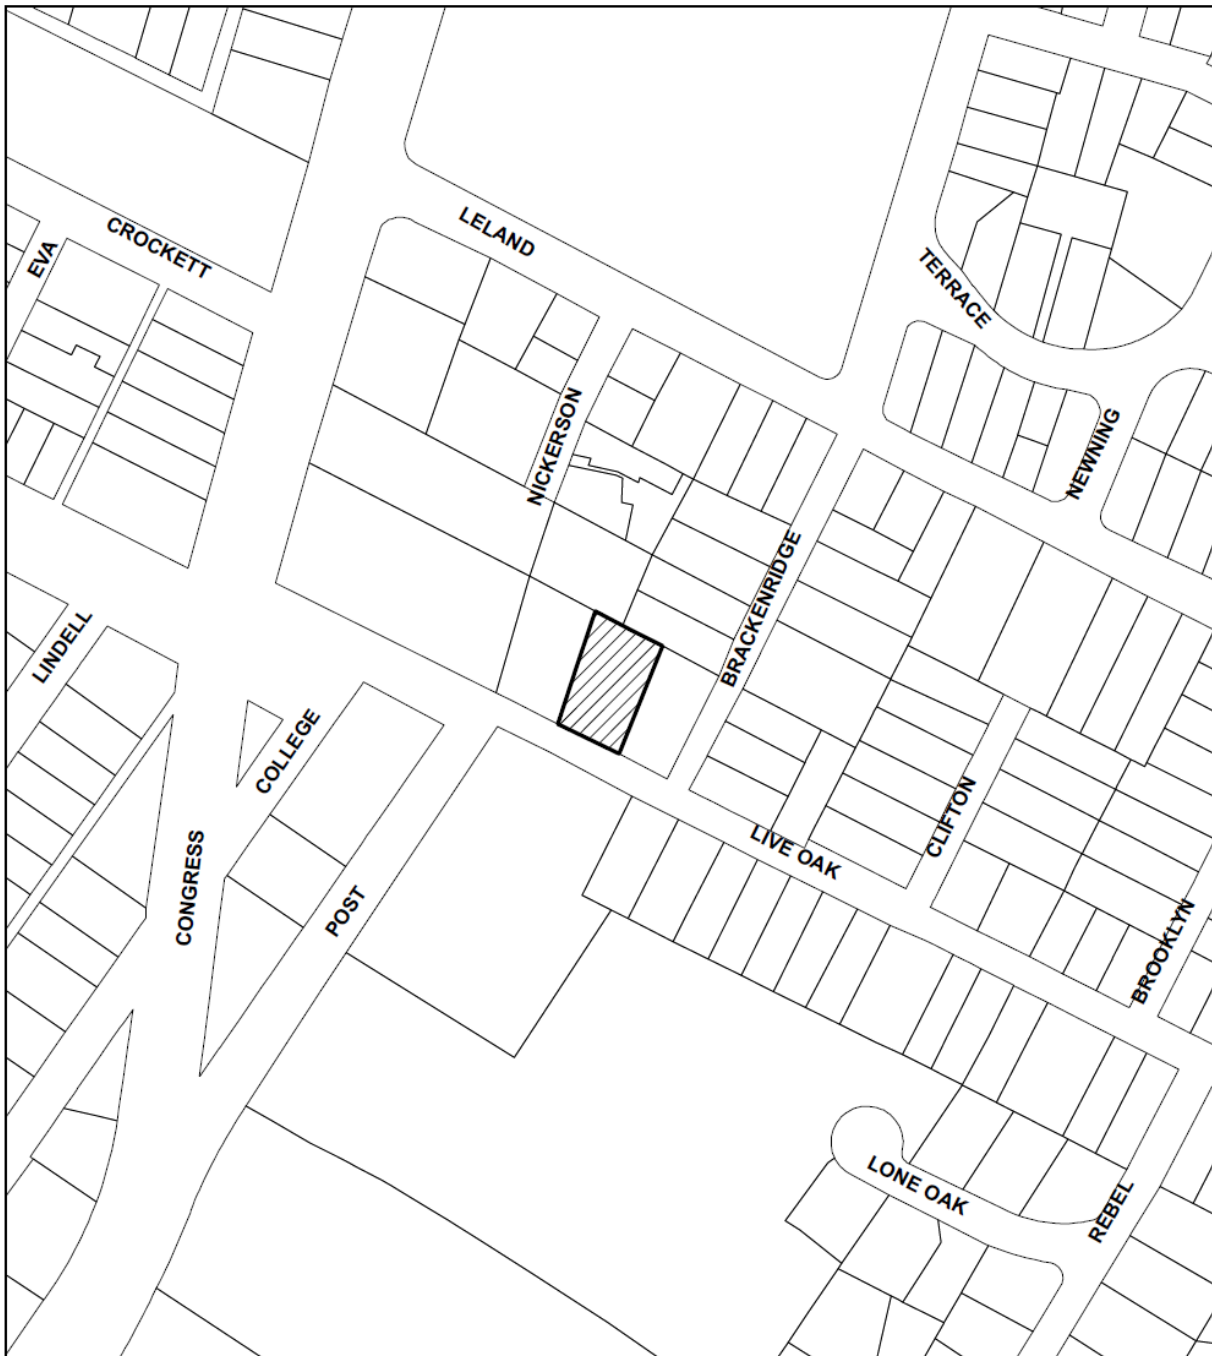 LELAND
CROCKETT
EVA
TERRACE
NICKERSON
NEWNING
BRACKENRIDGE
LINDELL
COLLEGE
CLIFTON
LIVE OAK
CONGRESS
POST
BROOKLYN
LONE OAK
REBEL